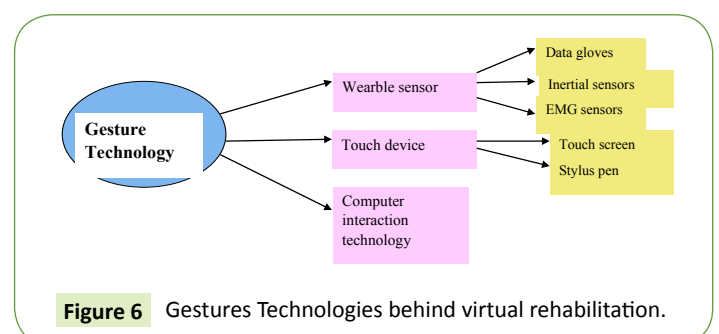 Gesture
Technology
Wearble sensor
Data gloves
Inertial sensors
EMG sensors
Touch device
Touch screen
Stylus pen
Computer
interaction
technology
Figure 6 Gestures Technologies behind virtual rehabilitation.